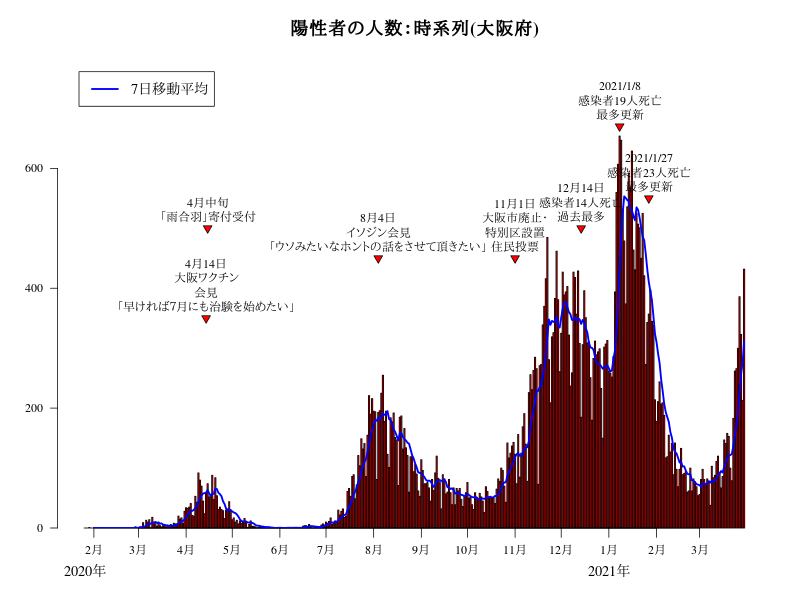 陽性者の人数:時系列(大阪府)
7日移動平均
2021/1/8
感染者19人死亡
最多更新
2021/1/27
感染者23人死亡
最多更新
12月14日
感染者14人死亡
過去最多
11月1日
大阪市廃止・
特別区設置
住民投票
8月4日
イソジン会見
「ウソみたいなホントの話をさせて頂きたい」
4月中旬
「雨合羽」寄付受付
4月14日
大阪ワクチン
会見
「早ければ7月にも治験を始めたい」
600
400
200
0
2月 3月 4月 5月 6月 7月 8月 9月 10月 11月 12月 1月 2月 3月
2020年 2021年